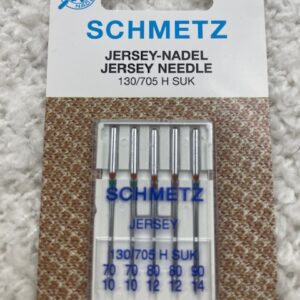 SCHMETZ
JERSEY-NADEL
JERSEY NEEDLE
130/705 H SUK
SCHMETZ
JERSEY
130/705 H SUK
70 70 80 80 90
10 10 12 12 14